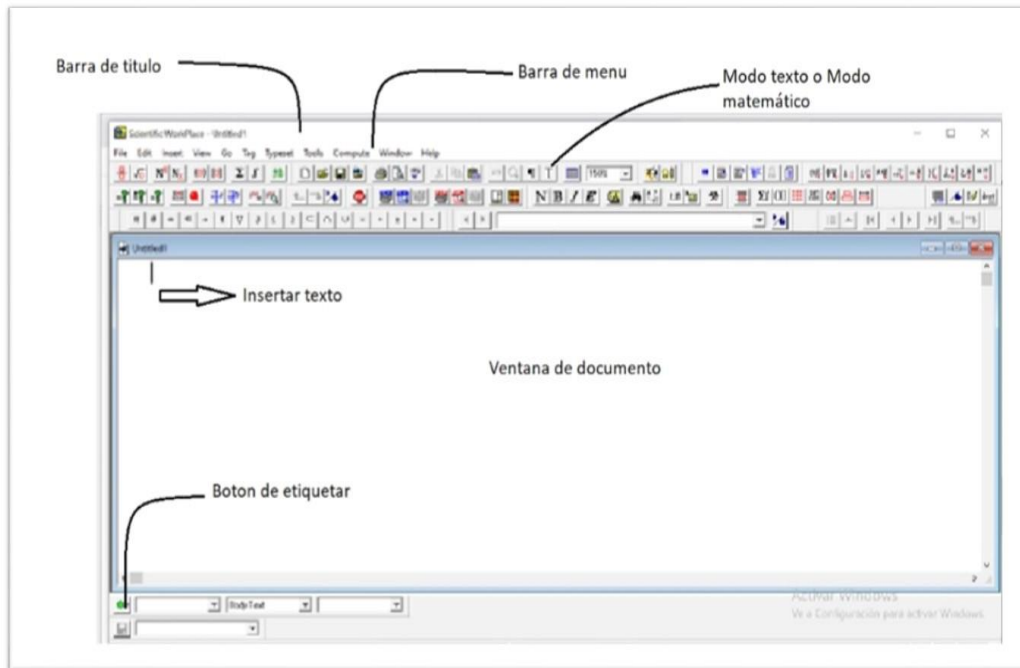 Barra de titulo
Barra de menu
Modo texto o Modo
matemático
Scientific WorkPlace - Untitled1
File Edit Insert View Go Tag Typeset Tools Compute Window Help
150%
N B I E
Untitled1
Insertar texto
Ventana de documento
Boton de etiquetar
BodyText
Activar Windows
Ve a Configuración para activar Windows.